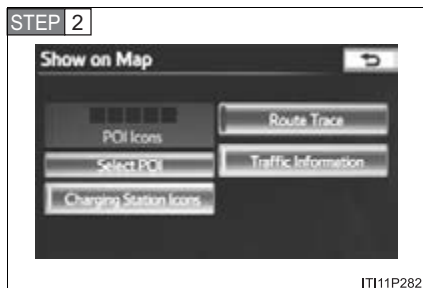 STEP 2
Show on Map
POI Icons
Route Trace
Select POI
Traffic Information
Charging Station Icons
ITI11P282